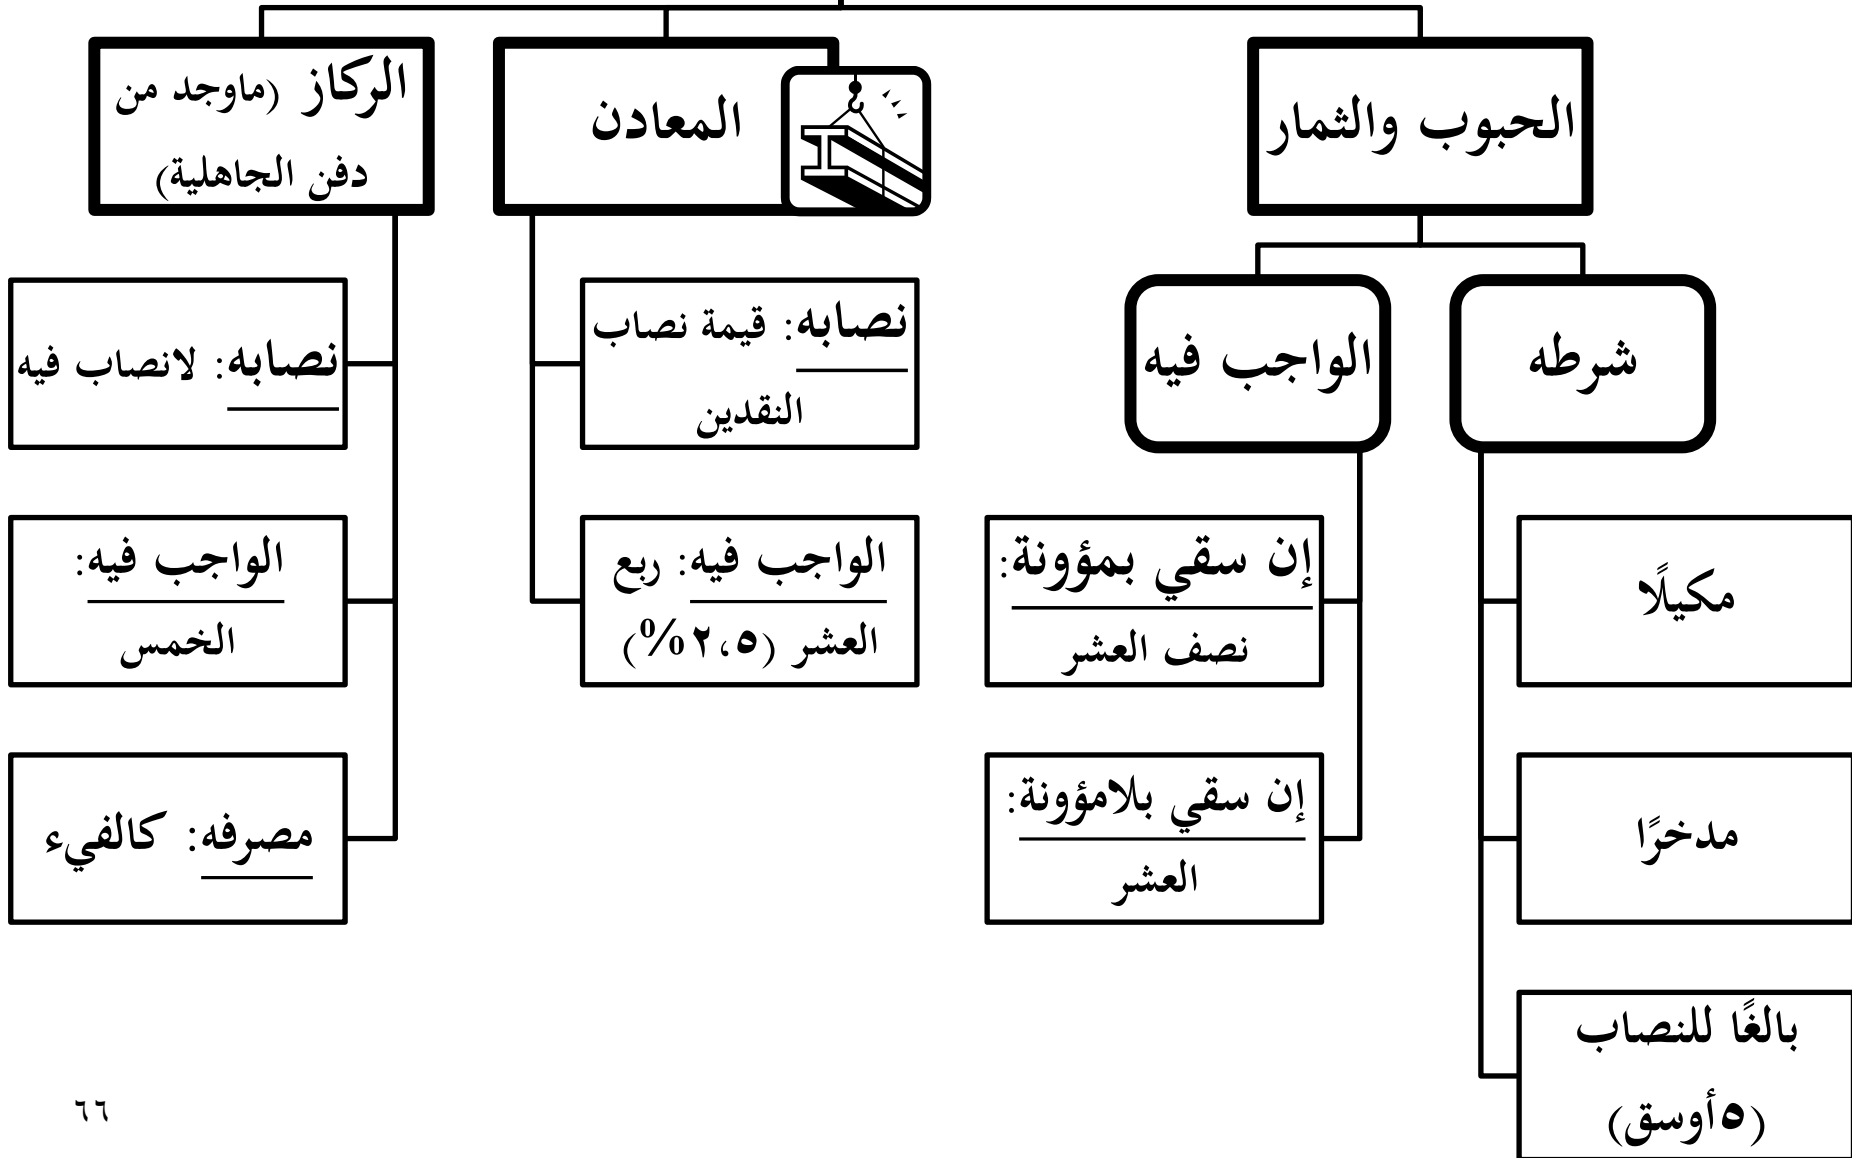 الحبوب والثمار
شرطه
مكيلًا
مدخرًا
بالغًا للنصاب
(٥أوسق)
الواجب فيه
إن سقي بمؤونة:
نصف العشر
إن سقي بلامؤونة:
العشر
المعادن
نصابه: قيمة نصاب
النقدين
الواجب فيه: ربع
العشر (٢،٥%)
الركاز (ماوجد من
دفن الجاهلية)
نصابه: لانصاب فيه
الواجب فيه:
الخمس
مصرفه: كالفيء
٦٦